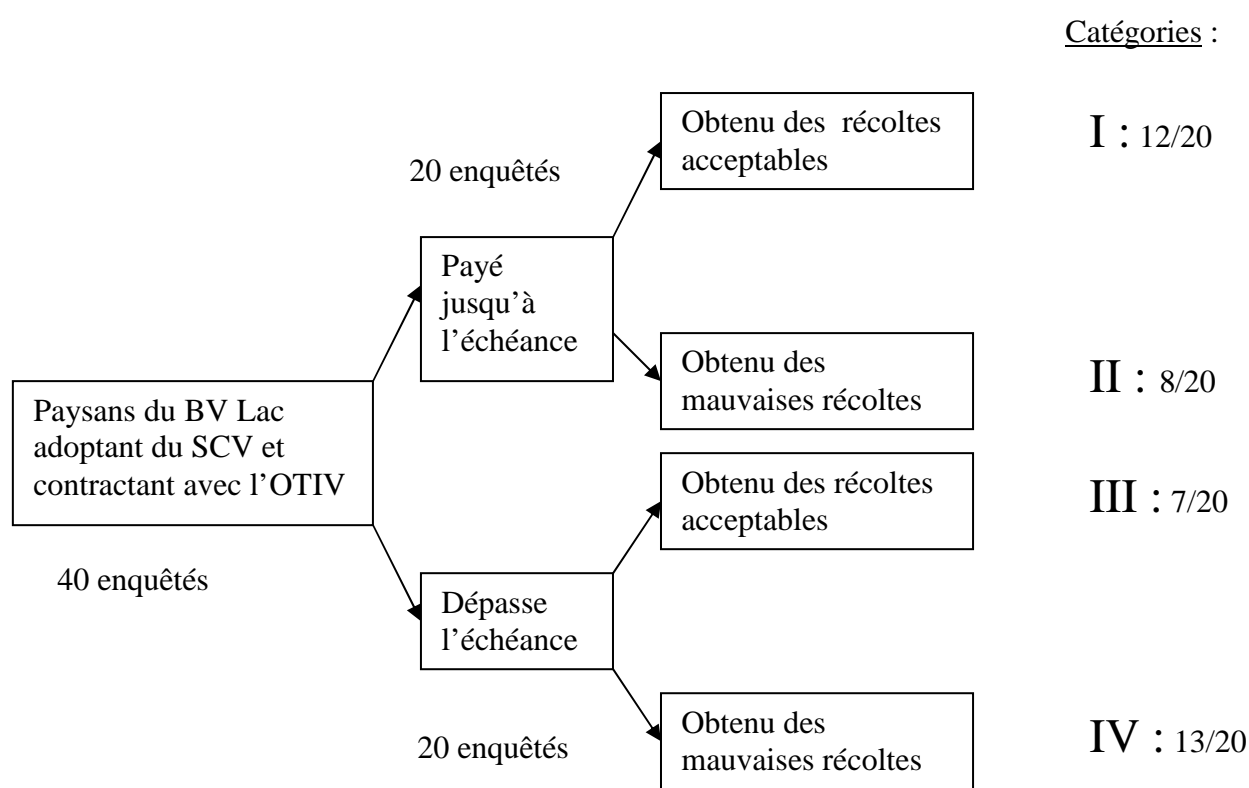 Catégories :
Obtenu des récoltes
acceptables
I : 12/20
20 enquêtés
Payé
jusqu’à
l’échéance
Obtenu des
mauvaises récoltes
II : 8/20
Paysans du BV Lac
adoptant du SCV et
contractant avec l’OTIV
40 enquêtés
Obtenu des récoltes
acceptables
III : 7/20
Dépasse
l’échéance
20 enquêtés
Obtenu des
mauvaises récoltes
IV : 13/20